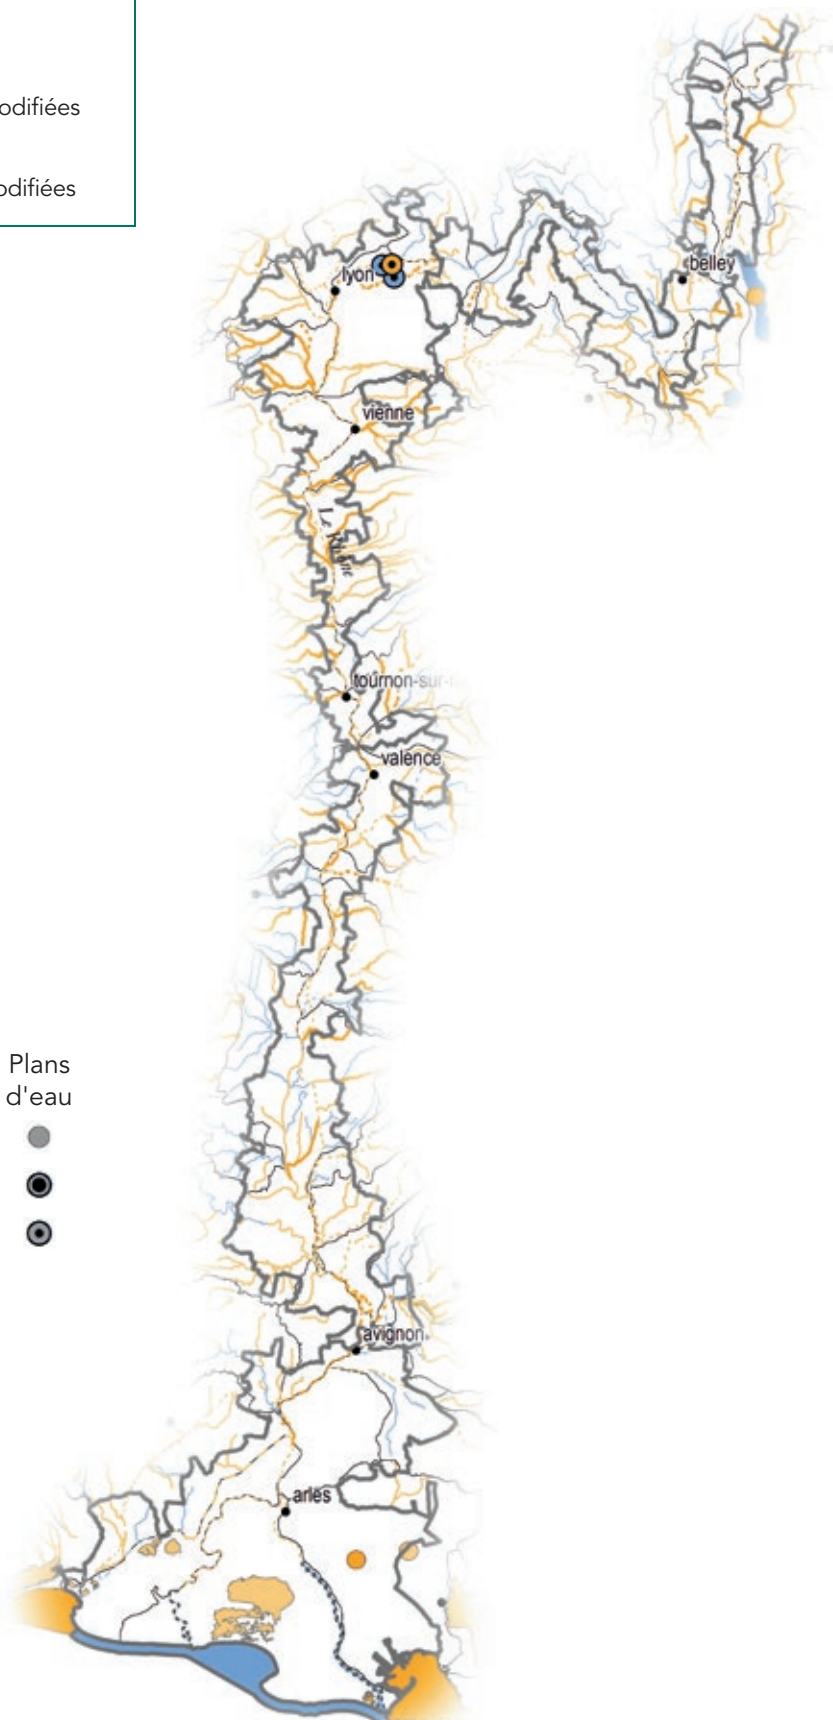 odifiées
odifiées
belley
lyon
vienne
Le Rhône
tournon-sur-
valence
Plans
d'eau
avignon
arles